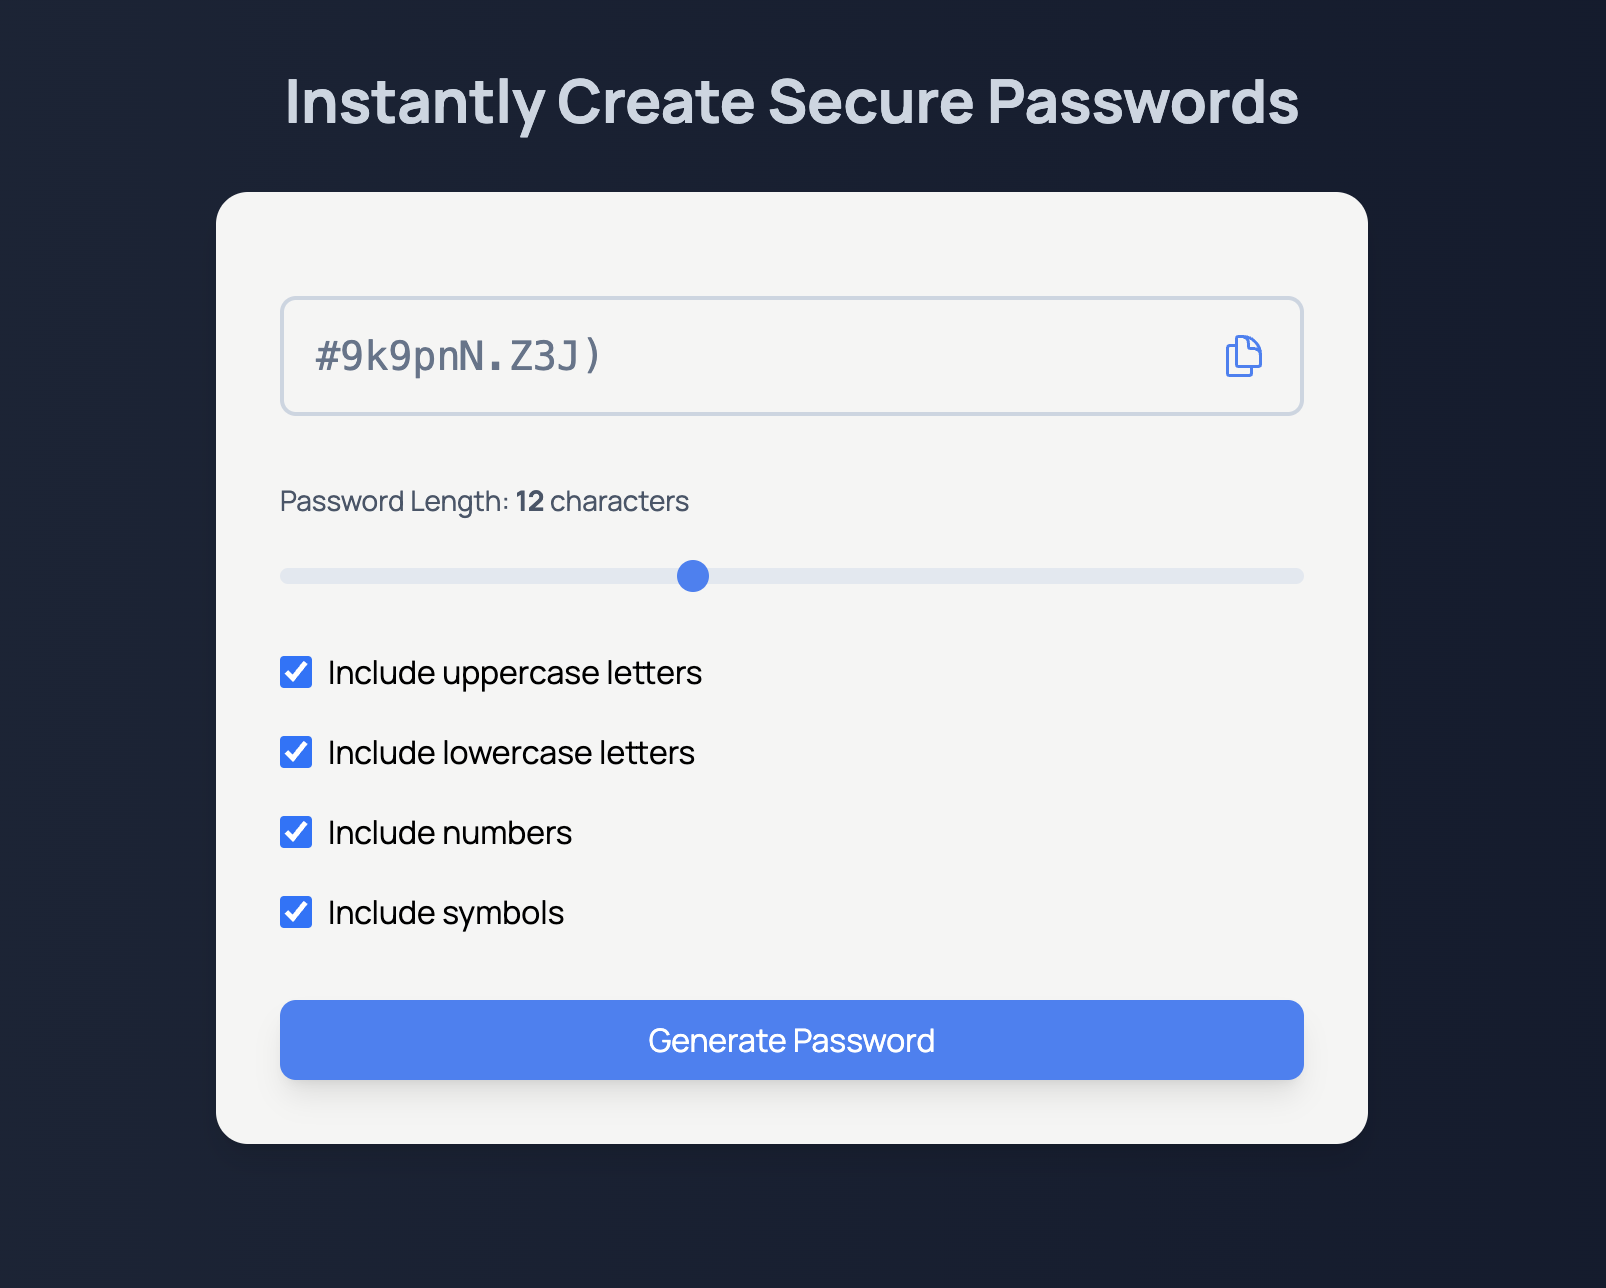 Instantly Create Secure Passwords
#9k9pnN.Z3J)
Password Length: 12 characters
Include uppercase letters
Include lowercase letters
Include numbers
Include symbols
Generate Password